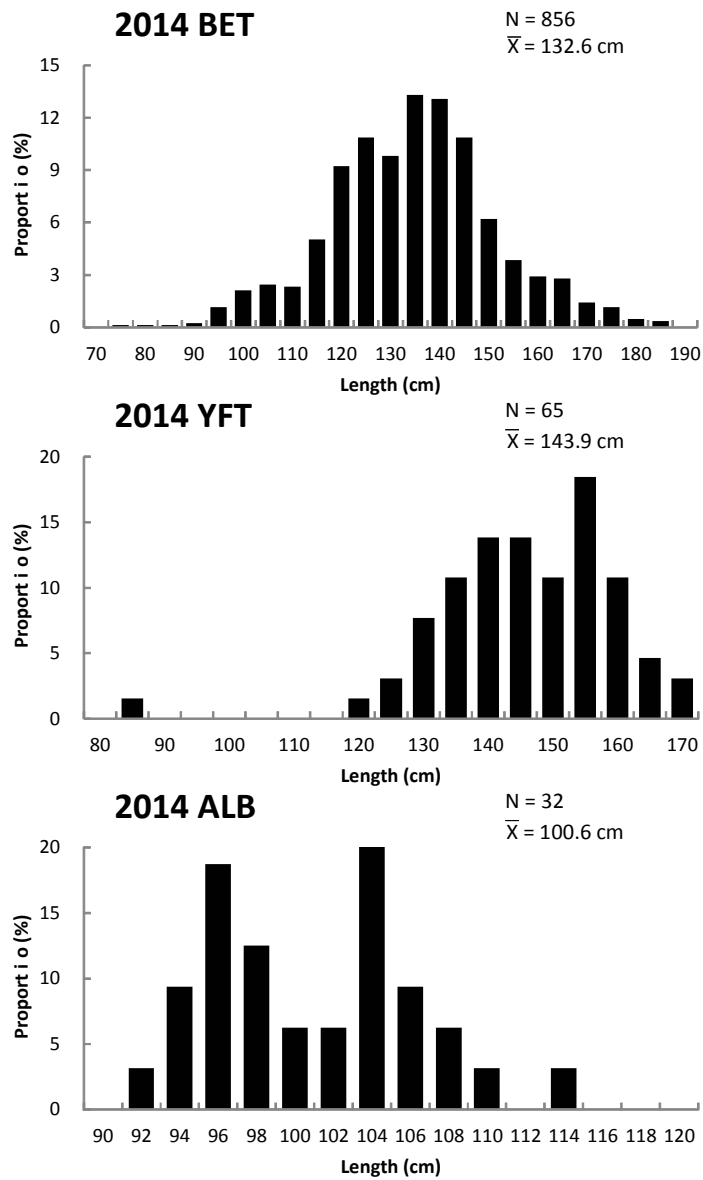 2014 BET
N = 856
X̅ = 132.6 cm
15
12
9
6
3
0
Proport i o (%)
70 80 90 100 110 120 130 140 150 160 170 180 190
Length (cm)
2014 YFT
N = 65
X̅ = 143.9 cm
20
15
10
5
0
Proport i o (%)
80 90 100 110 120 130 140 150 160 170
Length (cm)
2014 ALB
N = 32
X̅ = 100.6 cm
20
15
10
5
0
Proport i o (%)
90 92 94 96 98 100 102 104 106 108 110 112 114 116 118 120
Length (cm)